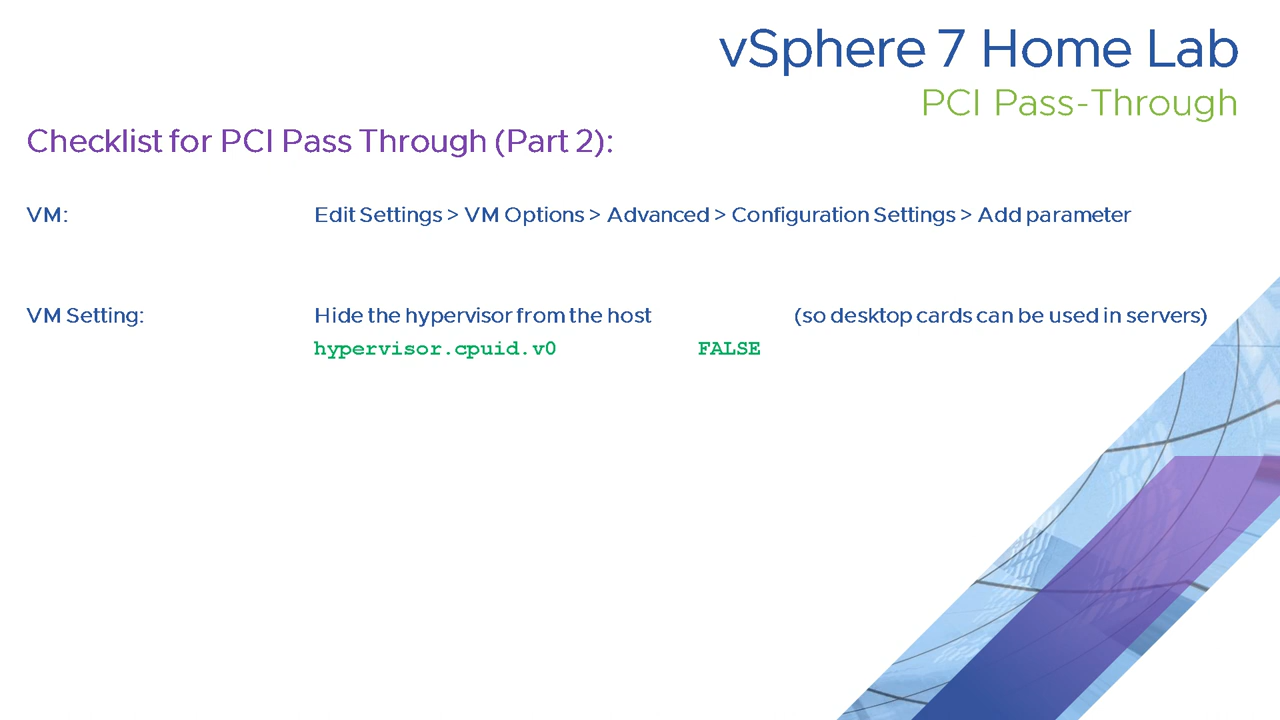 vSphere 7 Home Lab
PCI Pass-Through
Checklist for PCI Pass Through (Part 2):
VM: Edit Settings > VM Options > Advanced > Configuration Settings > Add parameter
VM Setting: Hide the hypervisor from the host (so desktop cards can be used in servers)
hypervisor.cpuid.v0 FALSE